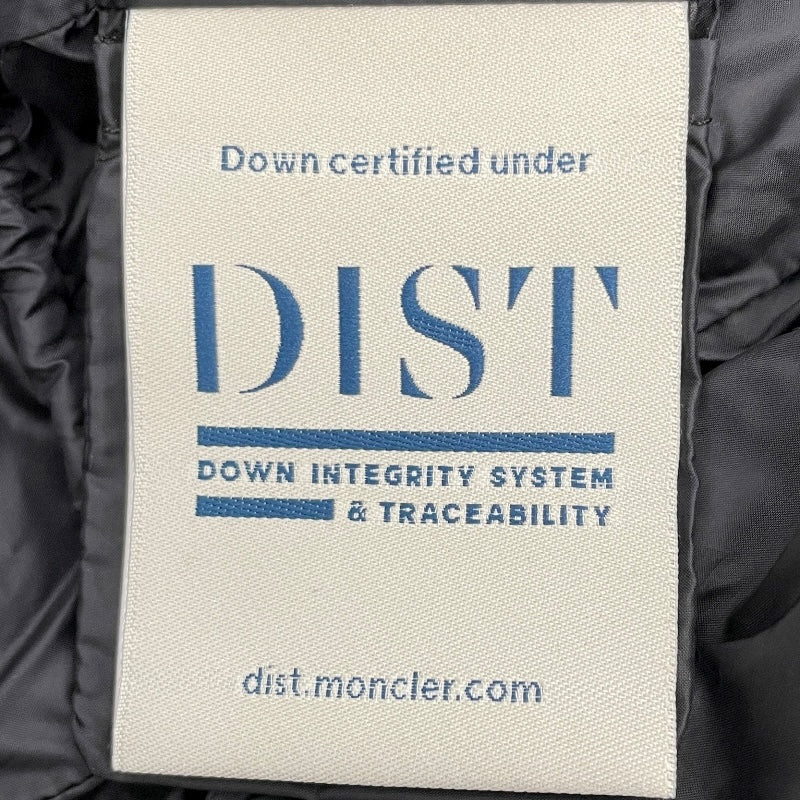 Down certified under
DIST
DOWN INTEGRITY SYSTEM
& TRACEABILITY
dist.moncler.com